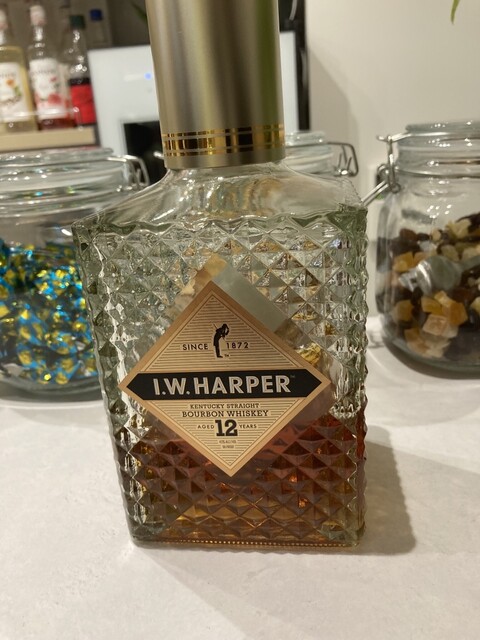 SINCE 1872
I.W. HARPER
KENTUCKY STRAIGHT
BOURBON WHISKEY
AGED 12 YEARS